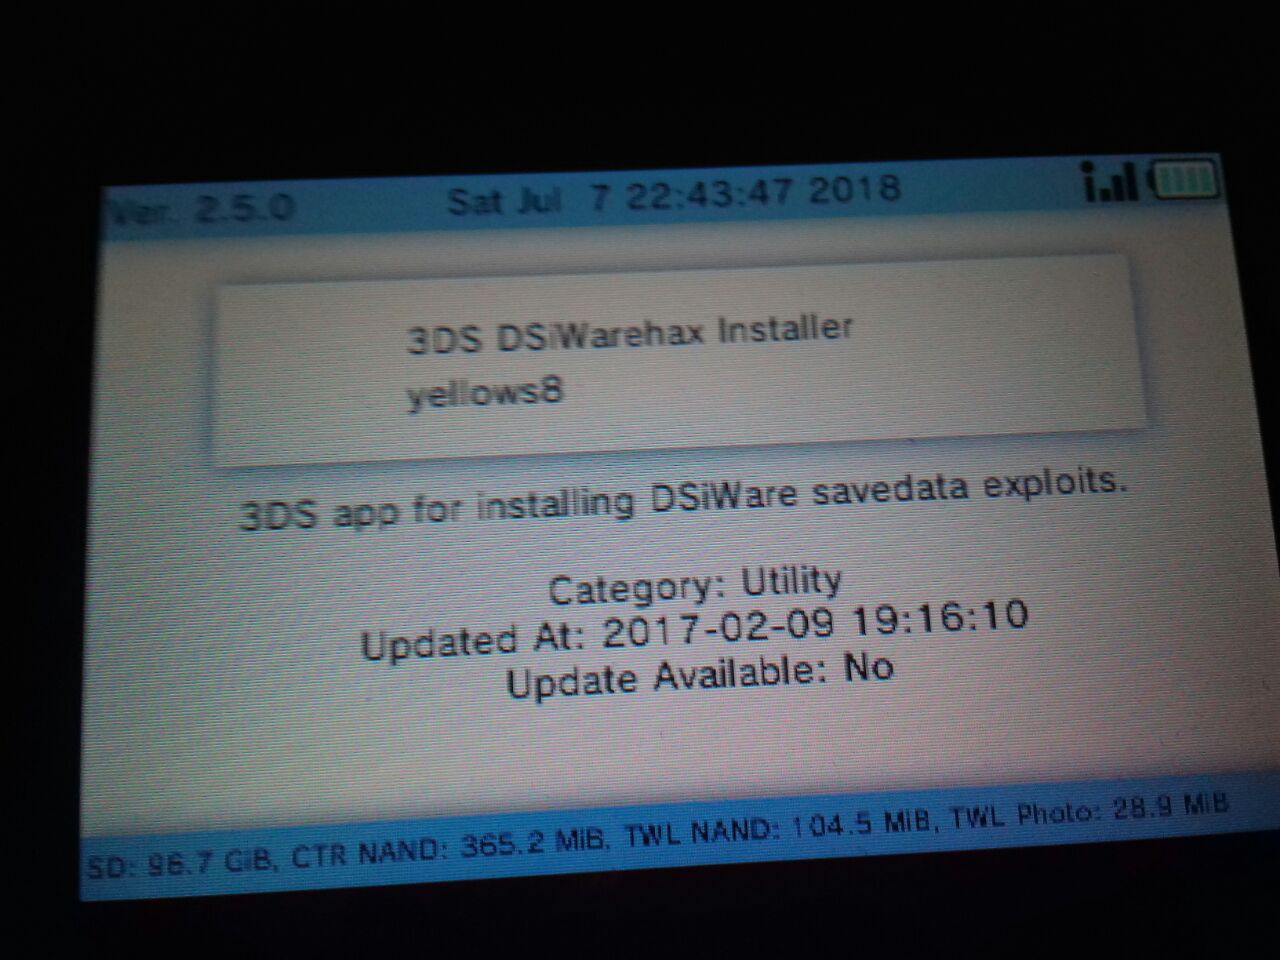 Ver. 2.5.0 Sat Jul 7 22:43:47 2018
3DS DSiWarehax Installer
yellows8
3DS app for installing DSiWare savedata exploits.
Category: Utility
Updated At: 2017-02-09 19:16:10
Update Available: No
SD: 96.7 GiB, CTR NAND: 365.2 MiB, TWL NAND: 104.5 MiB, TWL Photo: 28.9 MiB